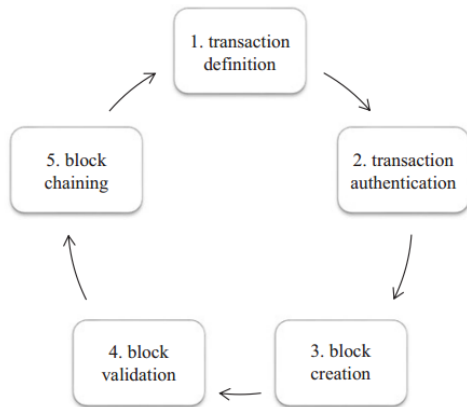 1. transaction
definition
2. transaction
authentication
3. block
creation
4. block
validation
5. block
chaining